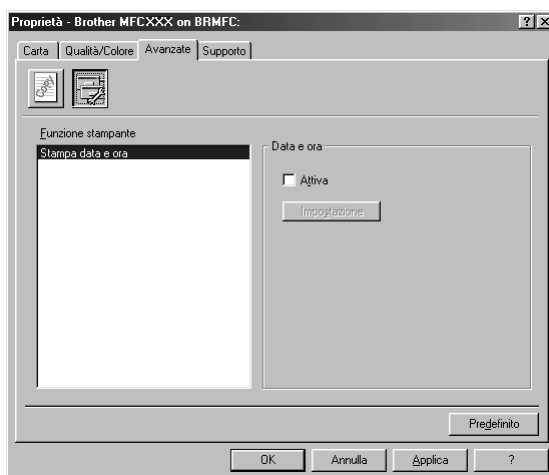 Proprietà - Brother MFCXXX on BRMFC: ? X
Carta Qualità/Colore Avanzate Supporto
COPY
Funzione stampante
Stampa data e ora
Data e ora
Attiva
Impostazione
Predefinito
OK Annulla Applica ?